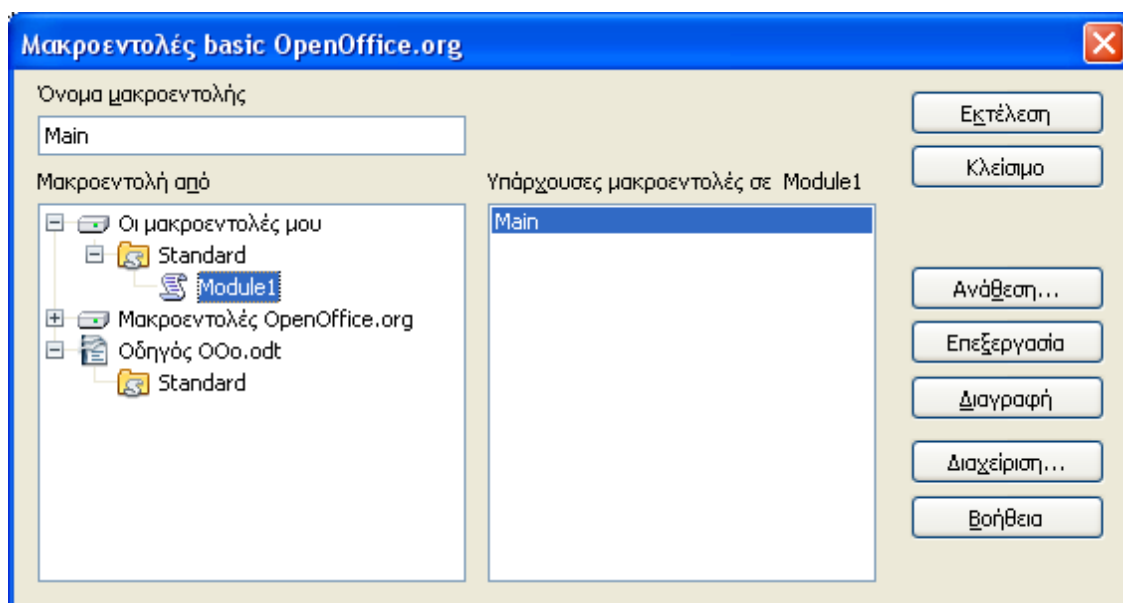 Μακροεντολές basic OpenOffice.org
Όνομα μακροεντολής
Main
Μακροεντολή από
Οι μακροεντολές μου
Standard
Module1
Μακροεντολές OpenOffice.org
Οδηγός OOo.odt
Standard
Υπάρχουσες μακροεντολές σε Module1
Main
Εκτέλεση
Κλείσιμο
Ανάθεση...
Επεξεργασία
Διαγραφή
Διαχείριση...
Βοήθεια